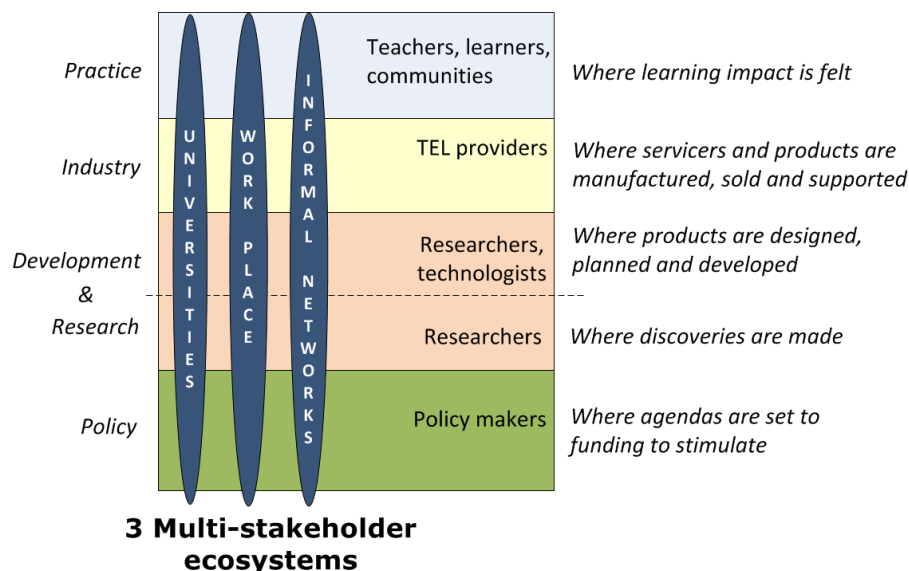 Practice
Teachers, learners,
communities
Where learning impact is felt
Industry
TEL providers
Where servicers and products are
manufactured, sold and supported
Development
&
Research
Researchers,
technologists
Where products are designed,
planned and developed
Researchers
Where discoveries are made
Policy
Policy makers
Where agendas are set to
funding to stimulate
UNIVERSITIES
WORK PLACE
INFORMAL NETWORKS
3 Multi-stakeholder
ecosystems